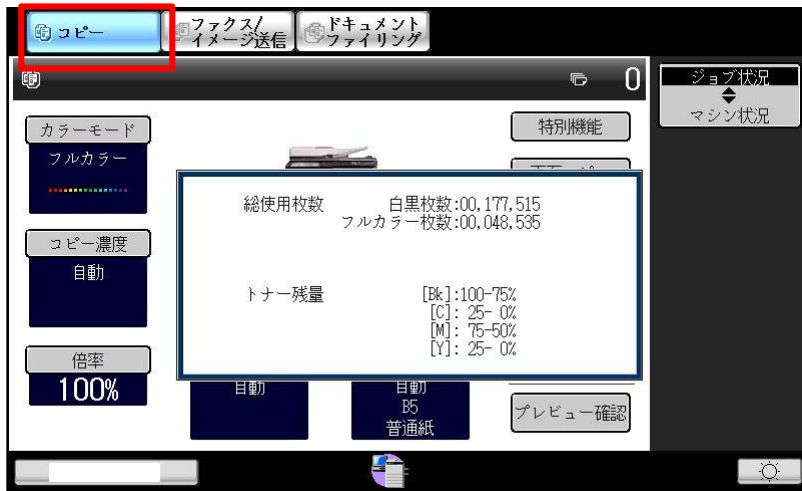 コピー
ファクス/
イメージ送信
ドキュメント
ファイリング
0
ジョブ状況
マシン状況
カラーモード
フルカラー
特別機能
総使用枚数 白黒枚数:00,177,515
フルカラー枚数:00,048,535
コピー濃度
自動
トナー残量 [Bk]:100-75%
[C]: 25- 0%
[M]: 75-50%
[Y]: 25- 0%
倍率
100%
自動
自動
B5
普通紙
プレビュー確認